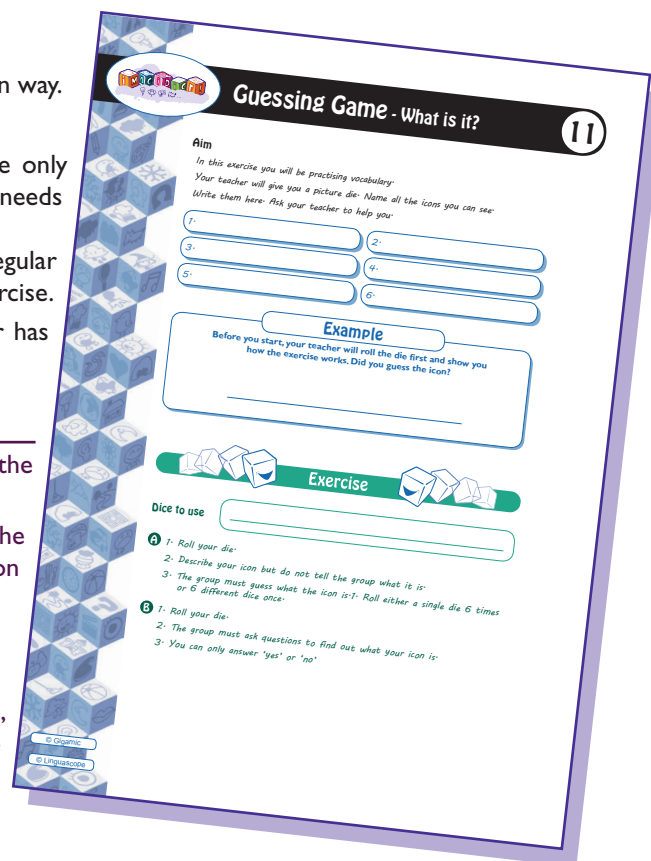 n way.
e only
needs
egular
rcise.
r has
the
he
on
,
Guessing Game - What is it?
11
Aim
In this exercise you will be practising vocabulary.
Your teacher will give you a picture die. Name all the icons you can see.
Write them here. Ask your teacher to help you.
1.
2.
3.
4.
5.
6.
Example
Before you start, your teacher will roll the die first and show you
how the exercise works. Did you guess the icon?
Exercise
Dice to use
A 1. Roll your die.
2. Describe your icon but do not tell the group what it is.
3. The group must guess what the icon is.1. Roll either a single die 6 times
or 6 different dice once.
B 1. Roll your die.
2. The group must ask questions to find out what your icon is.
3. You can only answer 'yes' or 'no'
© Gigamic
© Linguascope